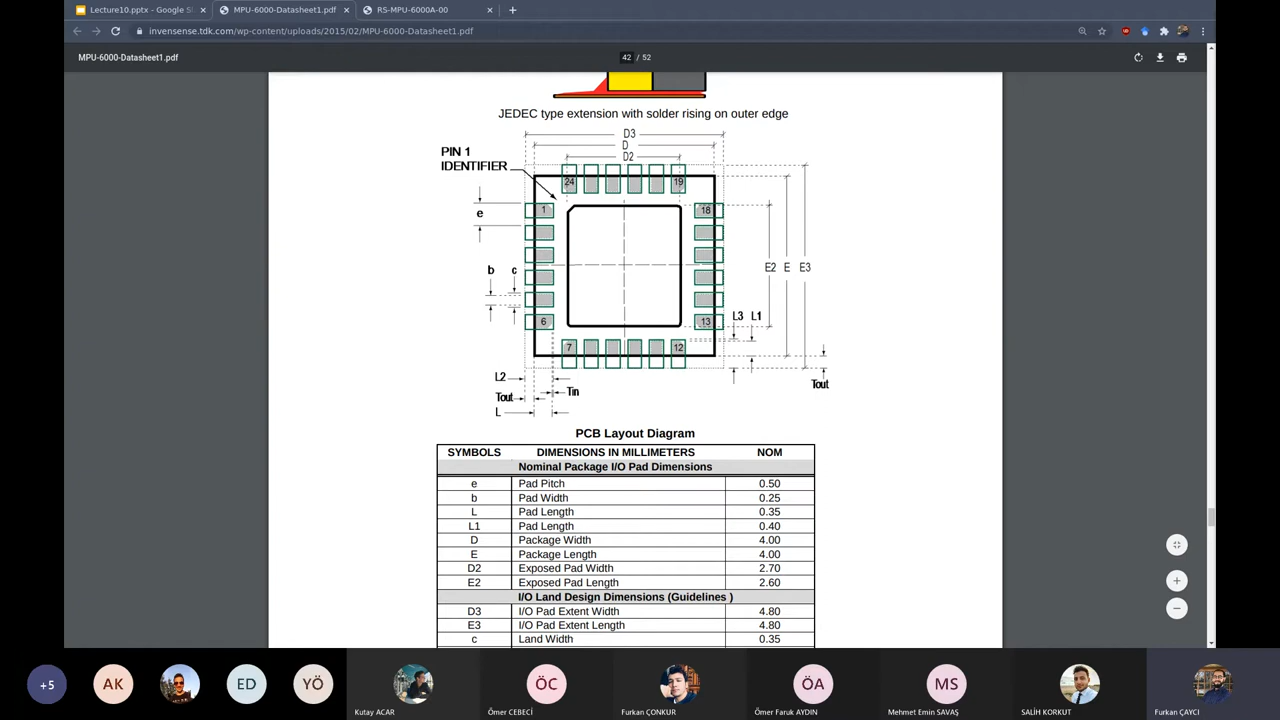 Lecture10.pptx - Google Sl
MPU-6000-Datasheet1.pdf
RS-MPU-6000A-00
invensense.tdk.com/wp-content/uploads/2015/02/MPU-6000-Datasheet1.pdf
MPU-6000-Datasheet1.pdf
42 / 52
JEDEC type extension with solder rising on outer edge
D3
D
D2
PIN 1
IDENTIFIER
24
19
1
18
e
b
c
E2
E
E3
6
13
L3
L1
7
12
L2
Tout
Tin
Tout
L
PCB Layout Diagram
SYMBOLS DIMENSIONS IN MILLIMETERS NOM
Nominal Package I/O Pad Dimensions
e Pad Pitch 0.50
b Pad Width 0.25
L Pad Length 0.35
L1 Pad Length 0.40
D Package Width 4.00
E Package Length 4.00
D2 Exposed Pad Width 2.70
E2 Exposed Pad Length 2.60
I/O Land Design Dimensions (Guidelines )
D3 I/O Pad Extent Width 4.80
E3 I/O Pad Extent Length 4.80
c Land Width 0.35
+5
AK
ED
YÖ
Kutay ACAR
ÖC
Ömer CEBECİ
Furkan ÇONKUR
ÖA
Ömer Faruk AYDIN
MS
Mehmet Emin SAVAŞ
SALİH KORKUT
Furkan ÇAYCI